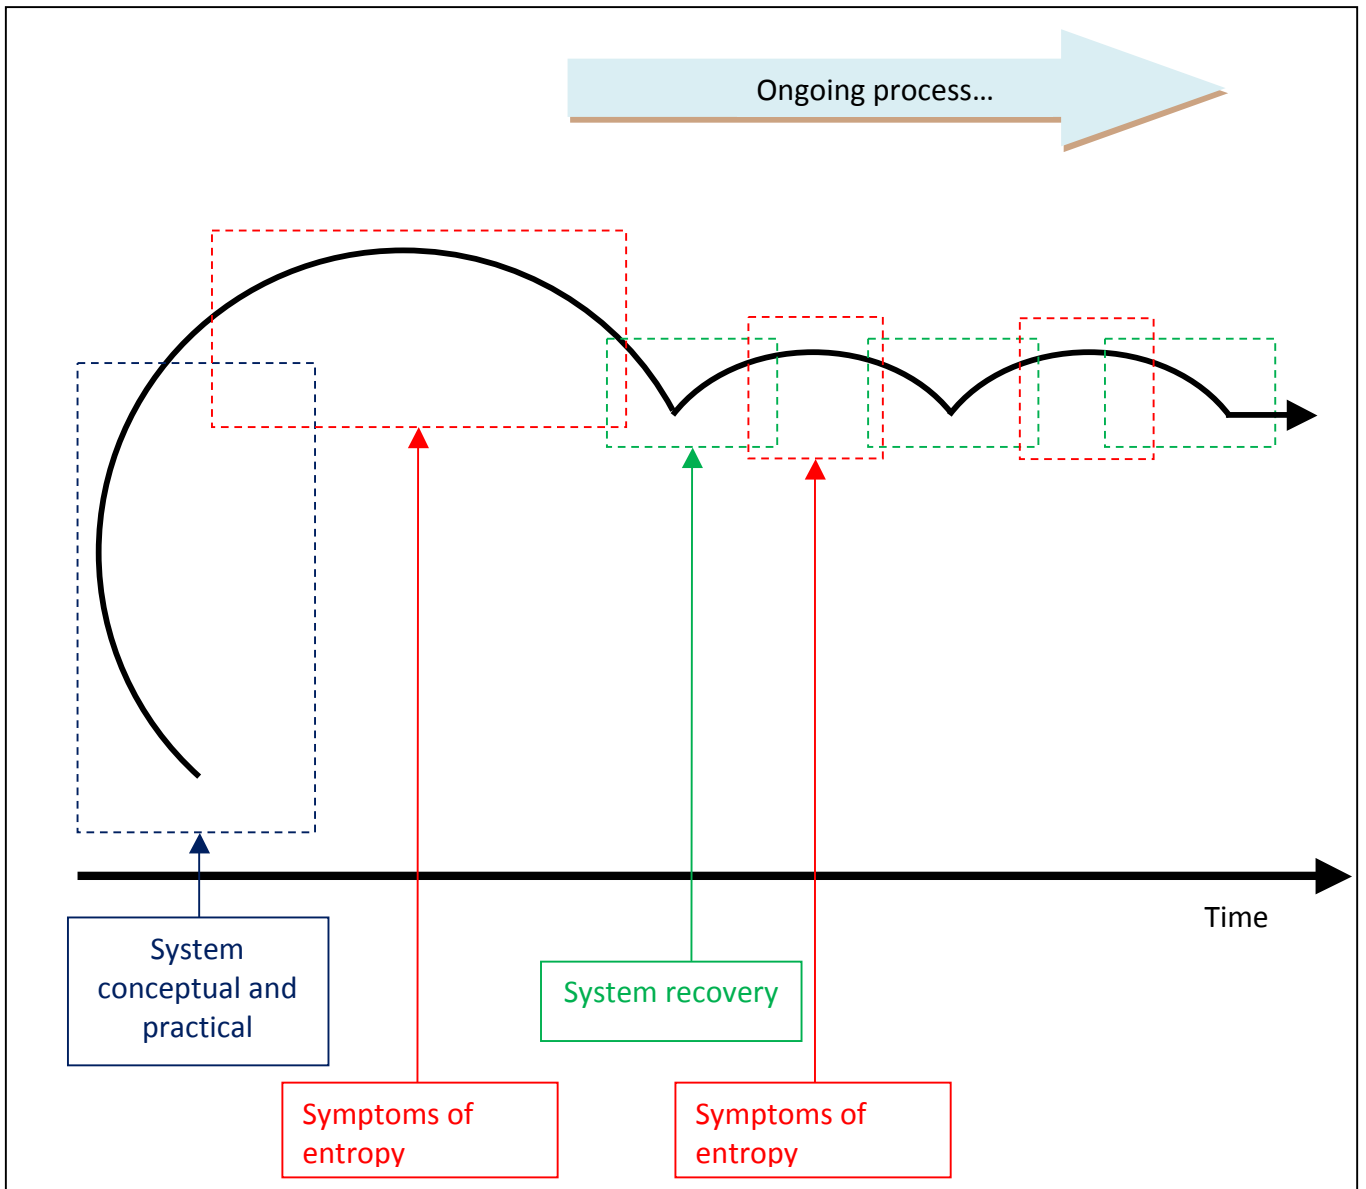 Ongoing process...
Time
System
conceptual and
practical
System recovery
Symptoms of
entropy
Symptoms of
entropy